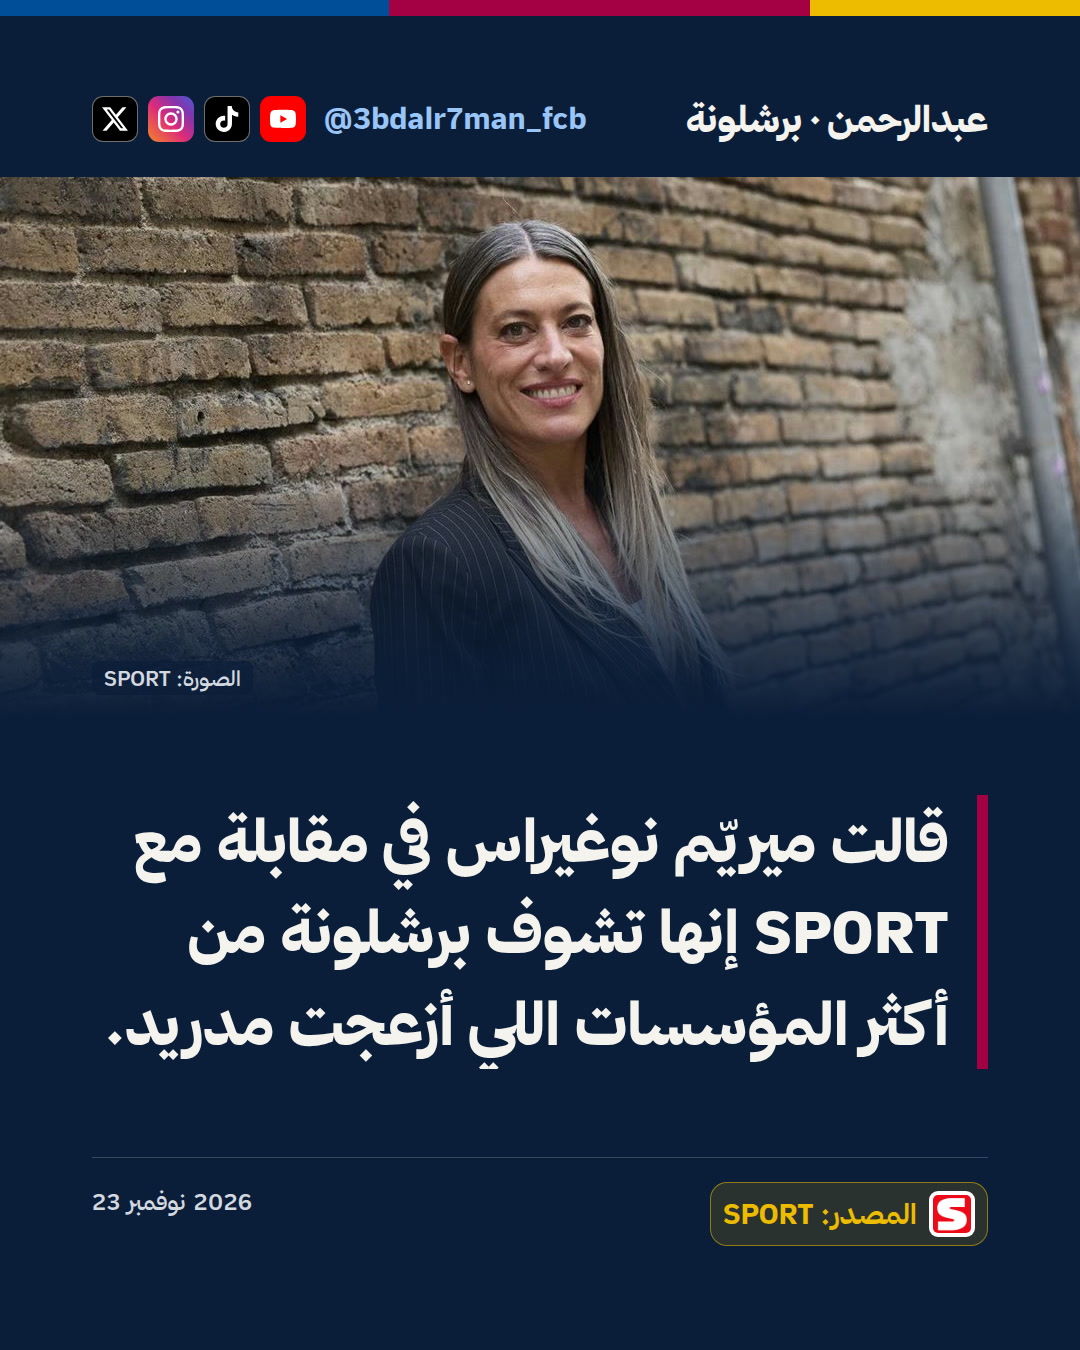 عبدالرحمن · برشلونة
@3bdalr7man_fcb
الصورة: SPORT
قالت ميريّم نوغيراس في مقابلة مع
SPORT إنها تشوف برشلونة من
أكثر المؤسسات اللي أزعجت مدريد.
المصدر: SPORT
23 نوفمبر 2026